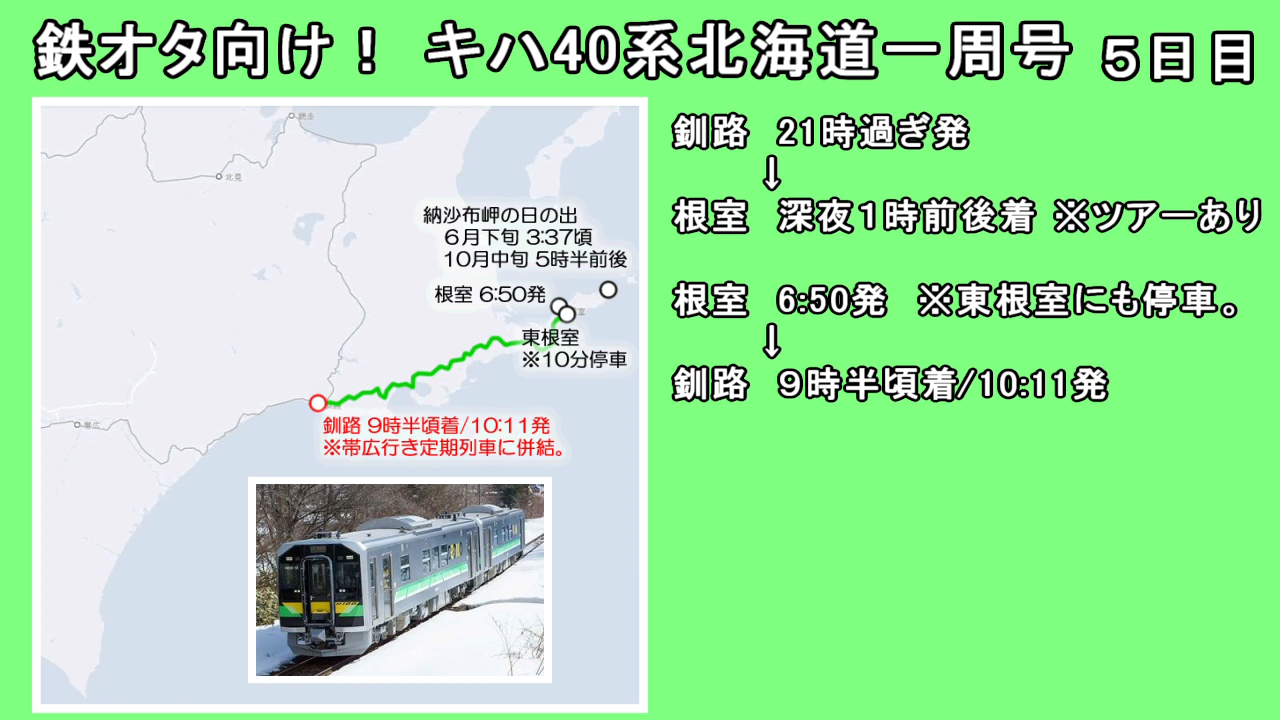 鉄オタ向け！ キハ40系北海道一周号 ５日目
釧路 21時過ぎ発
↓
根室 深夜１時前後着 ※ツアーあり
根室 6:50発 ※東根室にも停車。
↓
釧路 ９時半頃着/10:11発
網走
北見
納沙布岬の日の出
６月下旬 3:37頃
10月中旬 5時半前後
根室 6:50発
東根室
※10分停車
釧路 9時半頃着/10:11発
※帯広行き定期列車に併結。
帯広